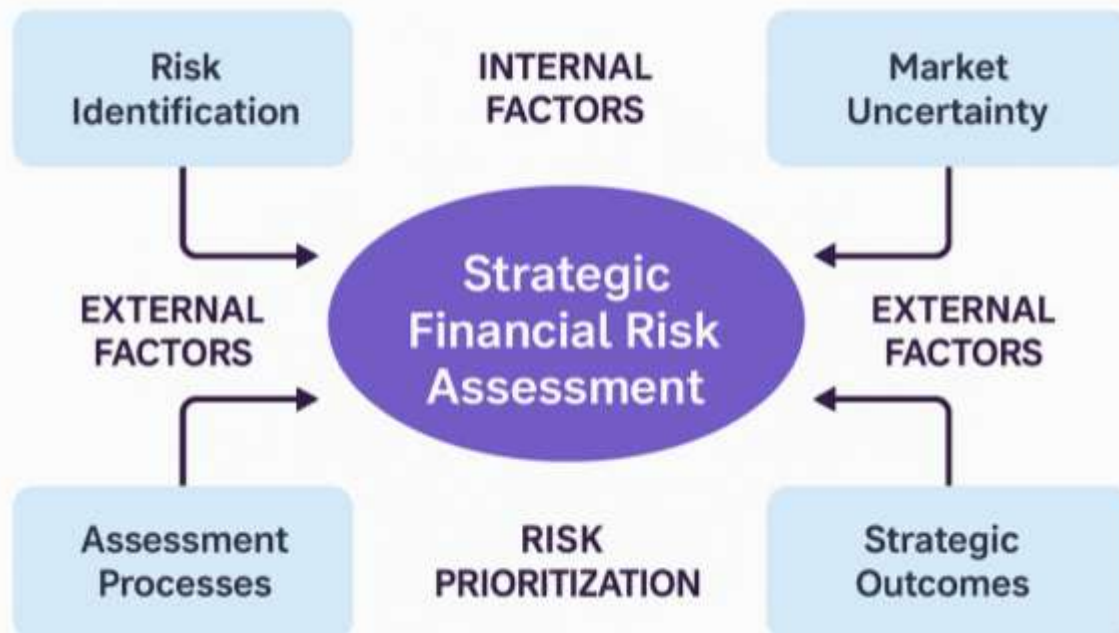 Risk
Identification
INTERNAL
FACTORS
Market
Uncertainty
EXTERNAL
FACTORS
Strategic
Financial Risk
Assessment
EXTERNAL
FACTORS
Assessment
Processes
RISK
PRIORITIZATION
Strategic
Outcomes